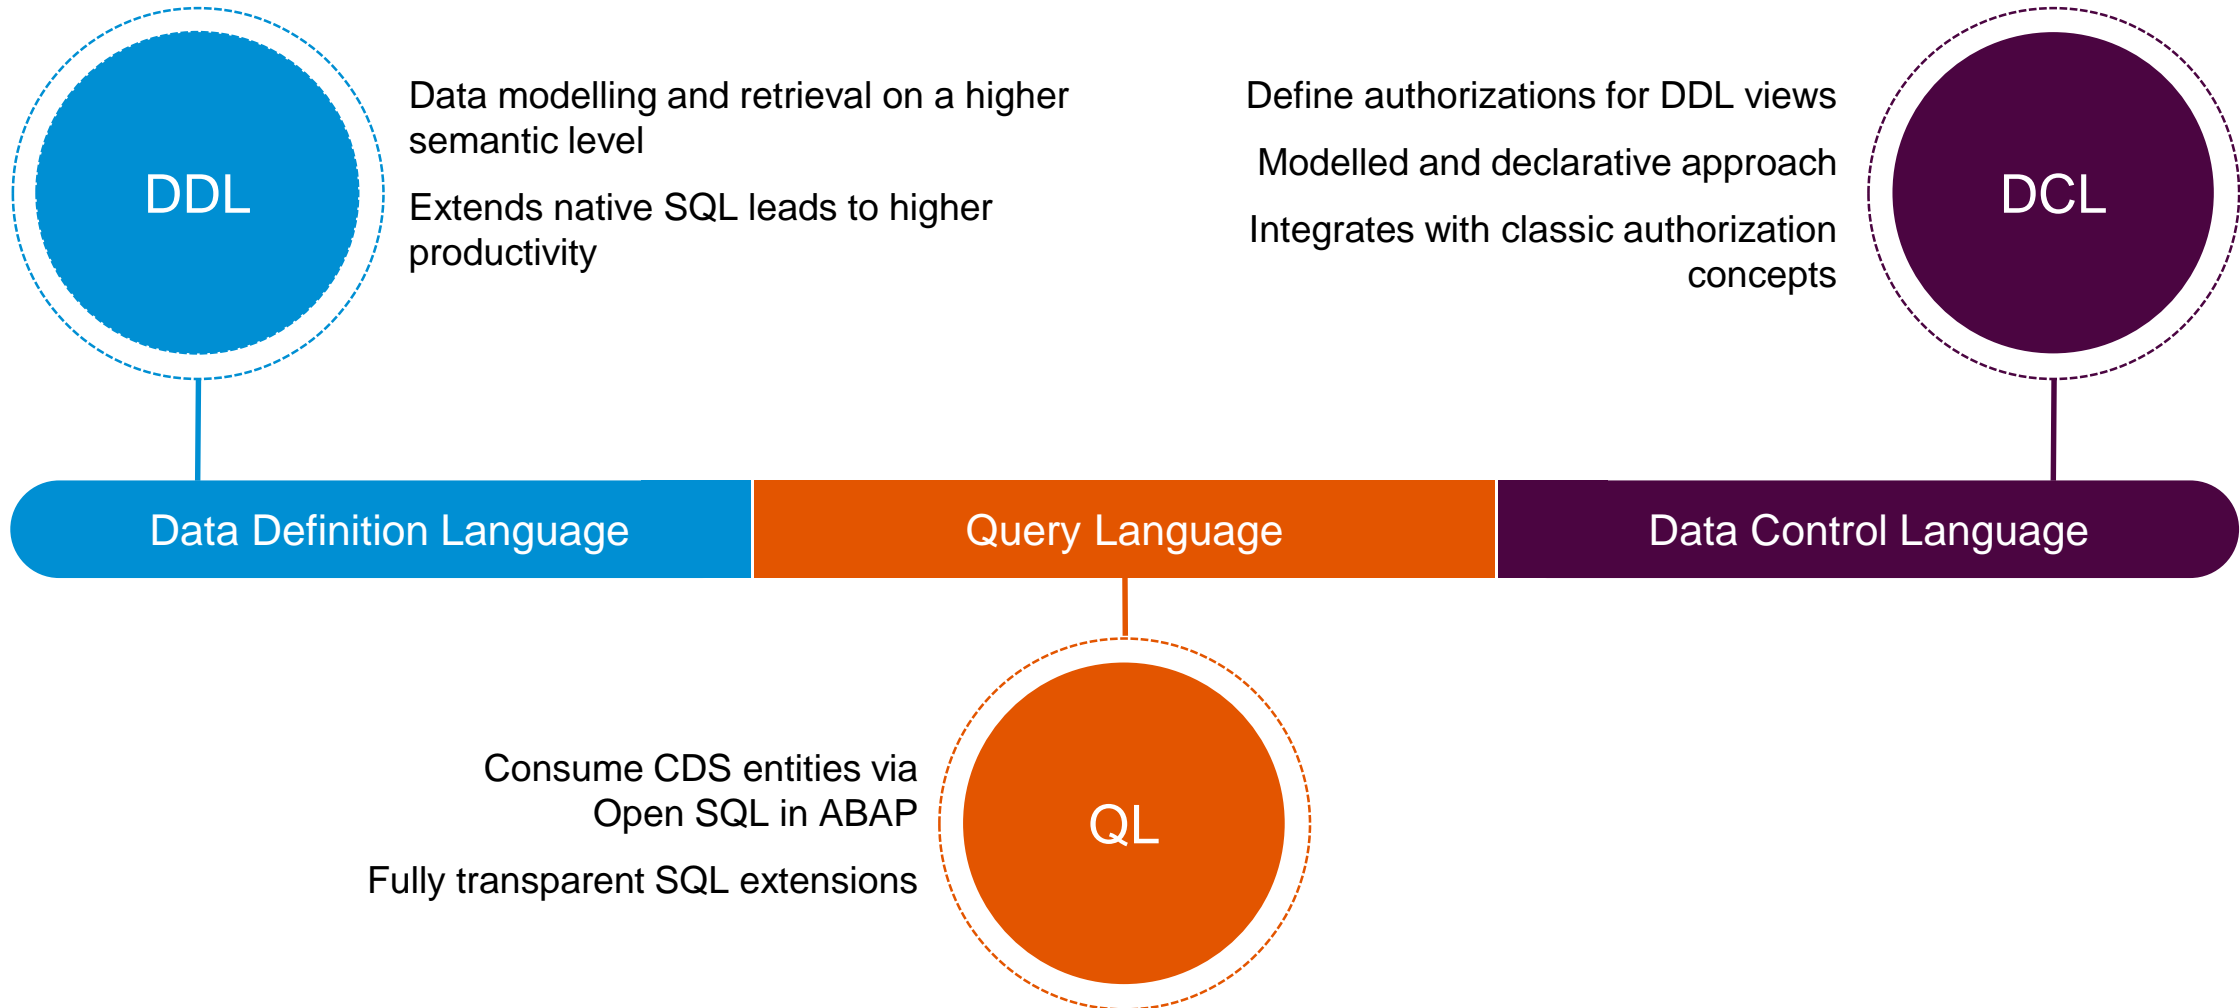 DDL
Data modelling and retrieval on a higher
semantic level
Extends native SQL leads to higher
productivity
Define authorizations for DDL views
Modelled and declarative approach
Integrates with classic authorization
concepts
DCL
Data Definition Language
Query Language
Data Control Language
Consume CDS entities via
Open SQL in ABAP
Fully transparent SQL extensions
QL